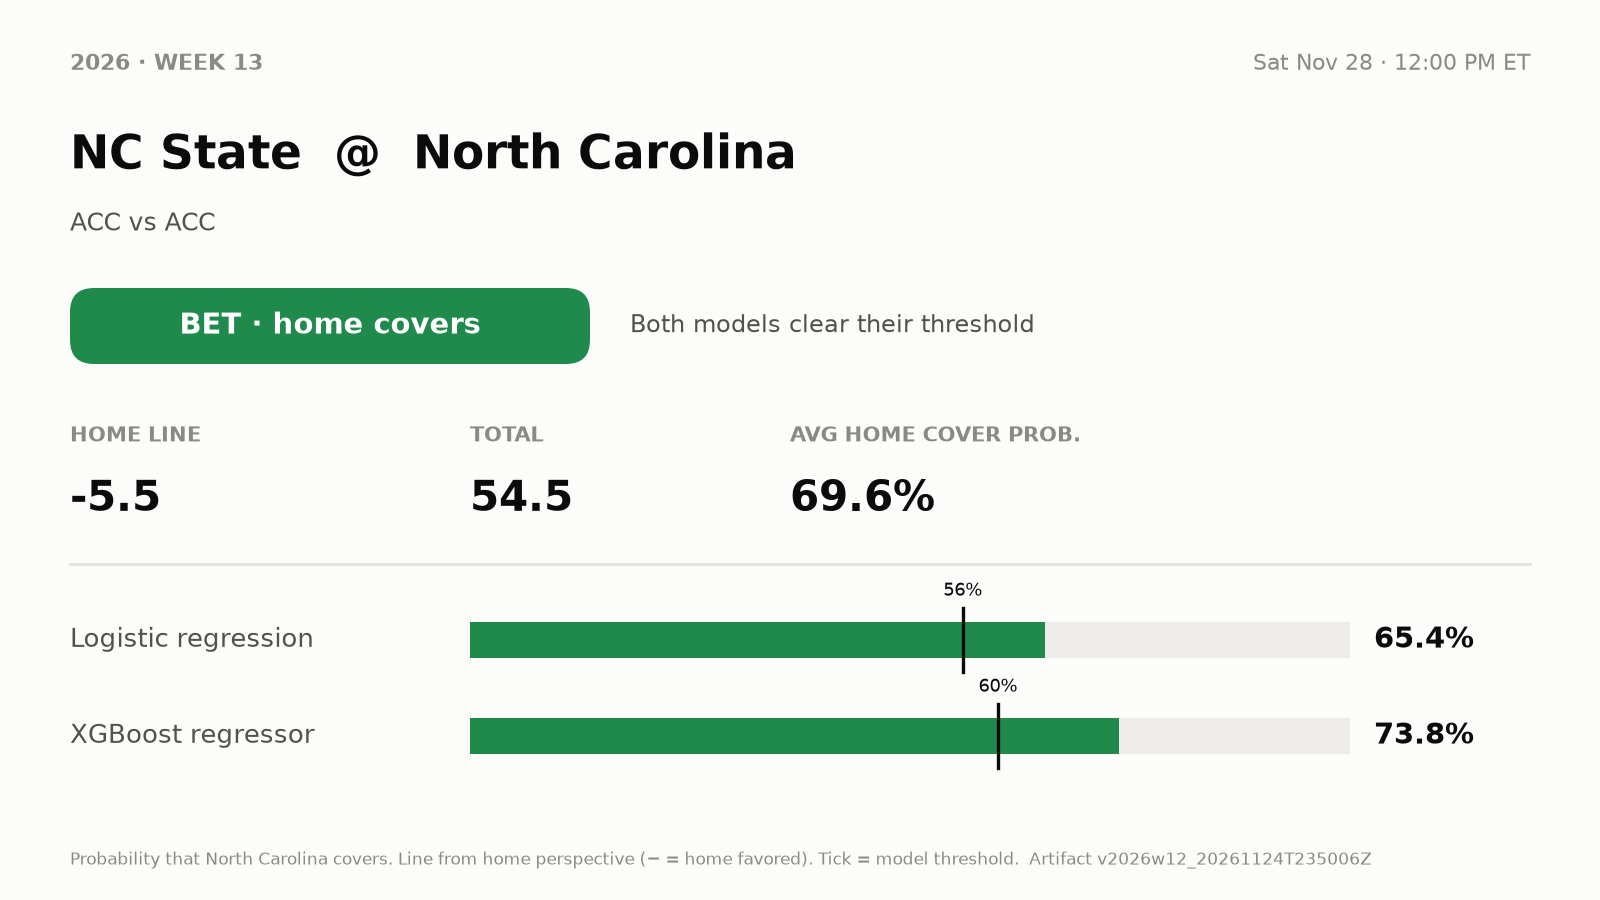 2026 · WEEK 13
Sat Nov 28 · 12:00 PM ET
NC State @ North Carolina
ACC vs ACC
BET · home covers
Both models clear their threshold
HOME LINE
TOTAL
AVG HOME COVER PROB.
-5.5
54.5
69.6%
56%
Logistic regression
65.4%
60%
XGBoost regressor
73.8%
Probability that North Carolina covers. Line from home perspective (− = home favored). Tick = model threshold. Artifact v2026w12_20261124T235006Z